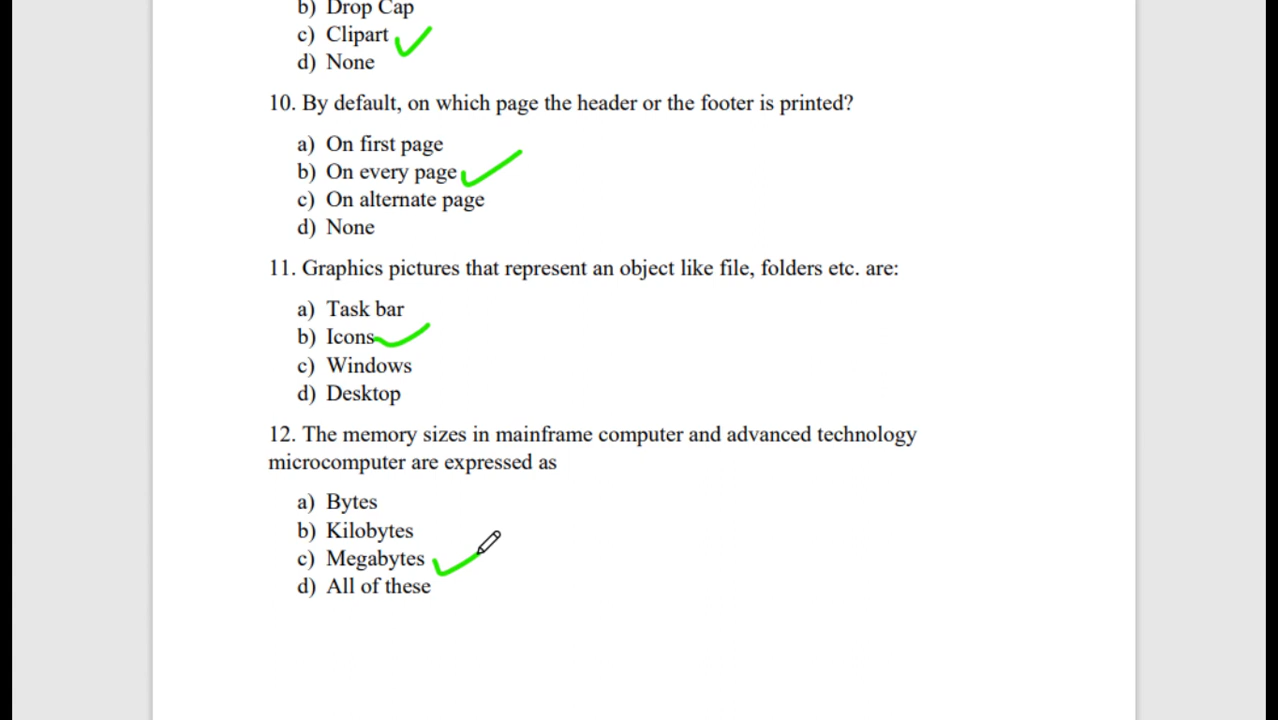 b) Drop Cap
c) Clipart
d) None
10. By default, on which page the header or the footer is printed?
a) On first page
b) On every page
c) On alternate page
d) None
11. Graphics pictures that represent an object like file, folders etc. are:
a) Task bar
b) Icons
c) Windows
d) Desktop
12. The memory sizes in mainframe computer and advanced technology
microcomputer are expressed as
a) Bytes
b) Kilobytes
c) Megabytes
d) All of these